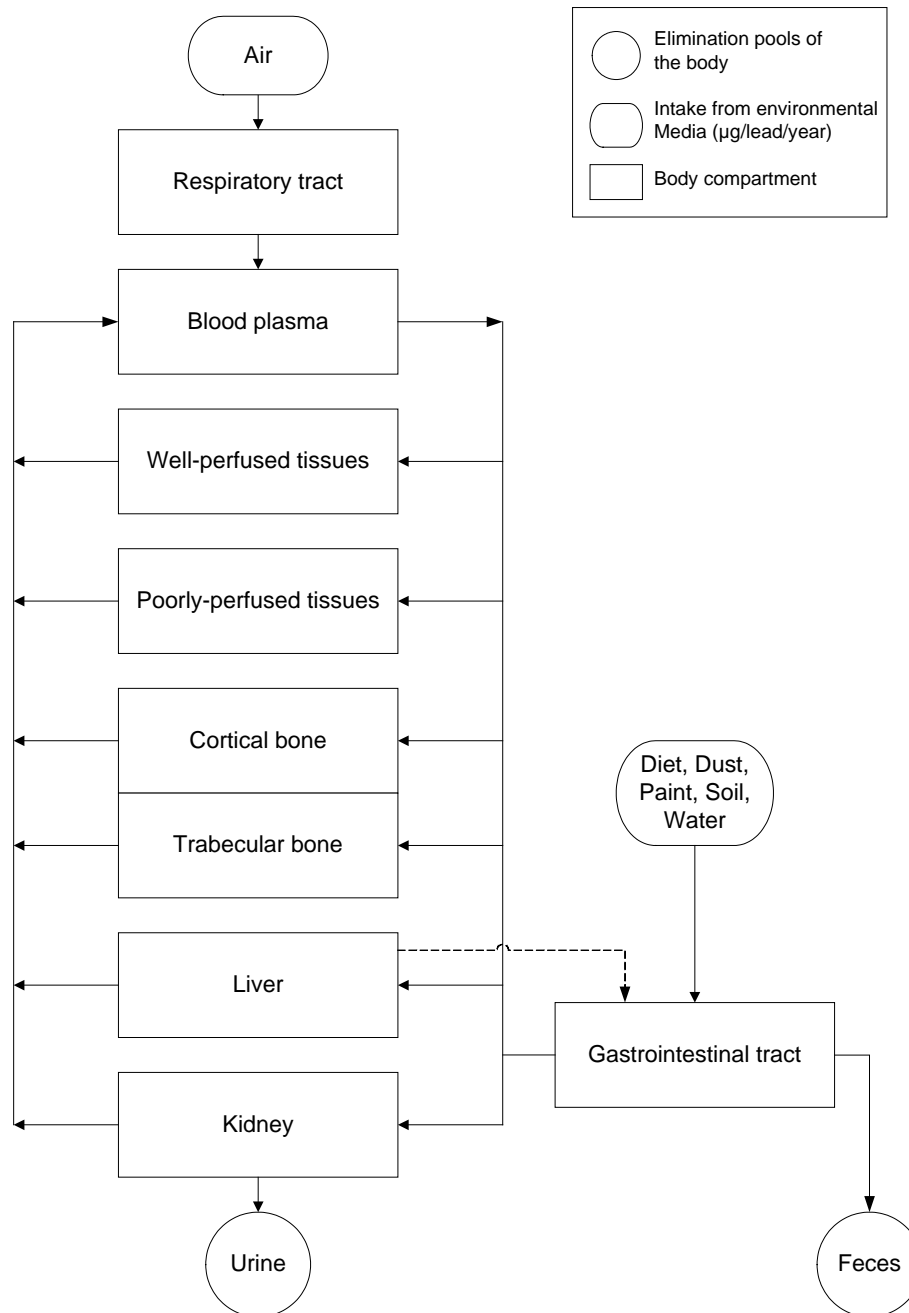 Air
Elimination pools of
the body
Intake from environmental
Media (µg/lead/year)
Body compartment
Respiratory tract
Blood plasma
Well-perfused tissues
Poorly-perfused tissues
Cortical bone
Trabecular bone
Diet, Dust,
Paint, Soil,
Water
Liver
Gastrointestinal tract
Kidney
Urine
Feces